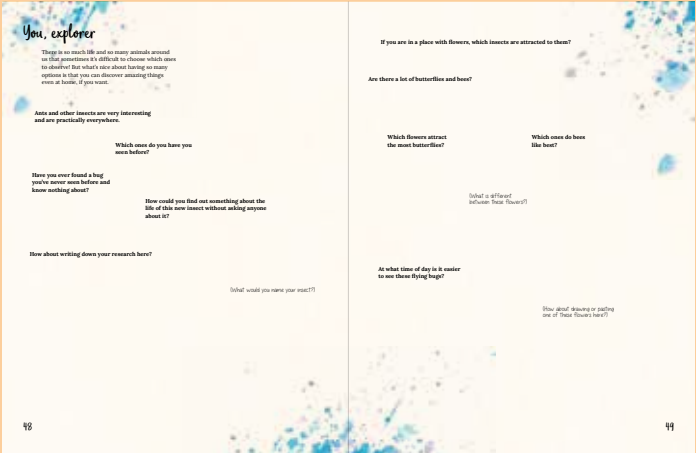 You, explorer
There is so much life and so many animals around
us that sometimes it's difficult to choose which ones
to observe! But what's nice about having so many
options is that you can discover amazing things
even at home, if you want.
Ants and other insects are very interesting
and are practically everywhere.
Which ones do you have you
seen before?
Have you ever found a bug
you've never seen before and
know nothing about?
How could you find out something about the
life of this new insect without asking anyone
about it?
How about writing down your research here?
(What would you name your insect?)
48
If you are in a place with flowers, which insects are attracted to them?
Are there a lot of butterflies and bees?
Which flowers attract
the most butterflies?
Which ones do bees
like best?
(What is different
between these flowers?)
At what time of day is it easier
to see these flying bugs?
(How about drawing or pasting
one of these flowers here?)
49